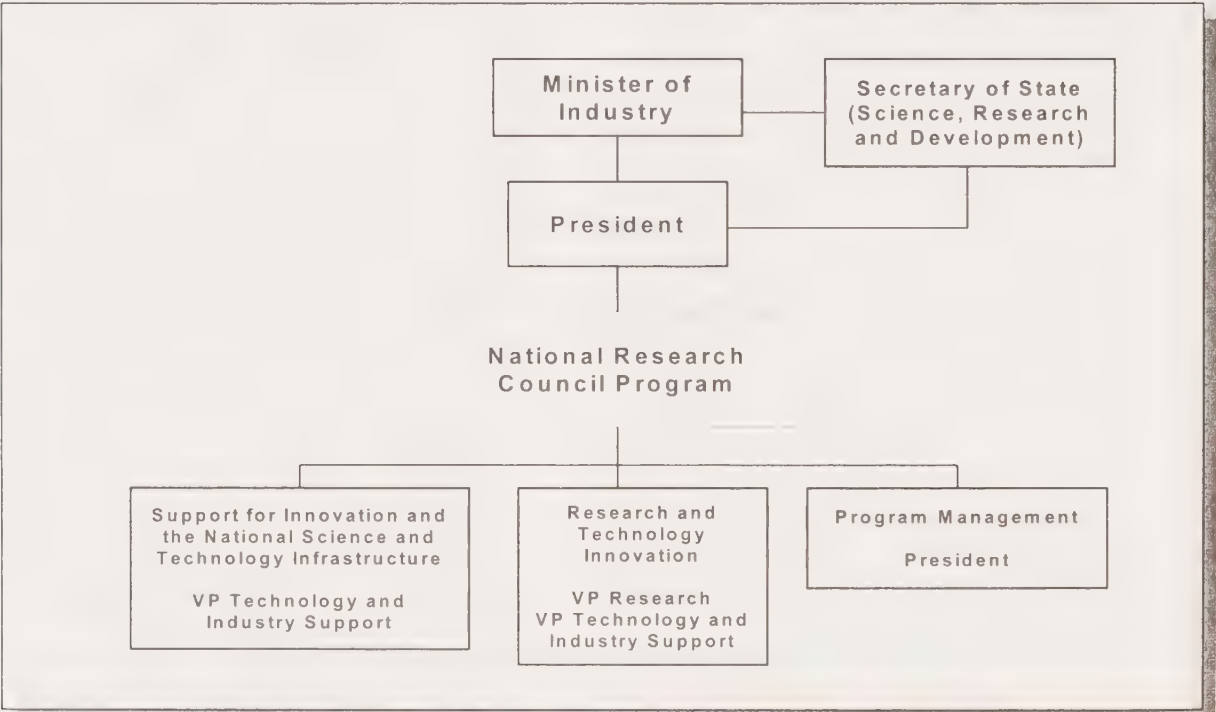 Minister of
Industry
Secretary of State
(Science, Research
and Development)
President
National Research
Council Program
Support for Innovation and
the National Science and
Technology Infrastructure
VP Technology and
Industry Support
Research and
Technology
Innovation
VP Research
VP Technology and
Industry Support
Program Management
President